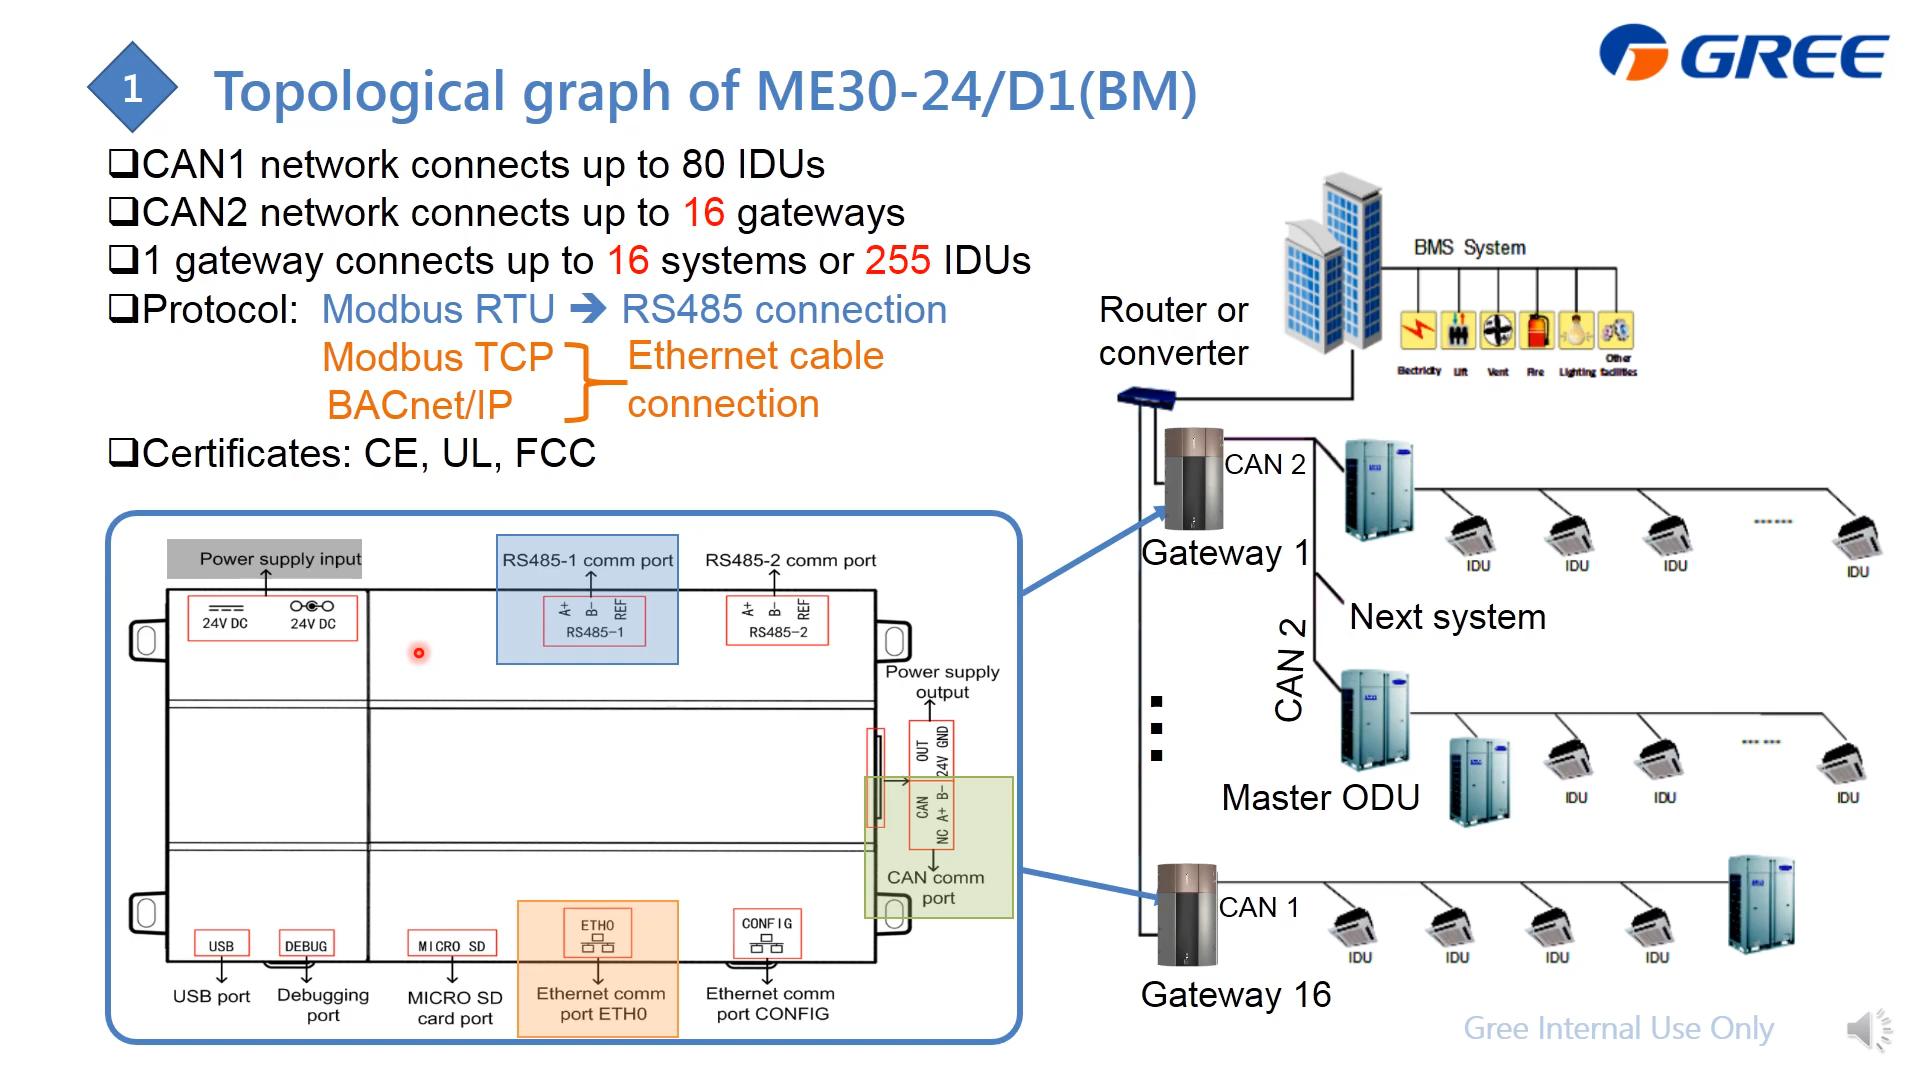 1
Topological graph of ME30-24/D1(BM)
GREE
❑CAN1 network connects up to 80 IDUs
❑CAN2 network connects up to 16 gateways
❑1 gateway connects up to 16 systems or 255 IDUs
❑Protocol: Modbus RTU ➔ RS485 connection
Modbus TCP
BACnet/IP
Ethernet cable
connection
❑Certificates: CE, UL, FCC
Power supply input
RS485-1 comm port
RS485-2 comm port
24V DC
24V DC
A+ B- REF
RS485-1
A+ B- REF
RS485-2
Power supply
output
OUT
24V GND
CAN
NC A+ B-
CAN comm
port
USB
DEBUG
MICRO SD
ETH0
CONFIG
USB port
Debugging
port
MICRO SD
card port
Ethernet comm
port ETH0
Ethernet comm
port CONFIG
BMS System
Electricity
Lift
Vent
Fire
Lighting
Other
facilities
Router or
converter
CAN 2
Gateway 1
IDU
IDU
IDU
IDU
Next system
CAN 2
Master ODU
IDU
IDU
IDU
CAN 1
Gateway 16
IDU
IDU
IDU
IDU
Gree Internal Use Only